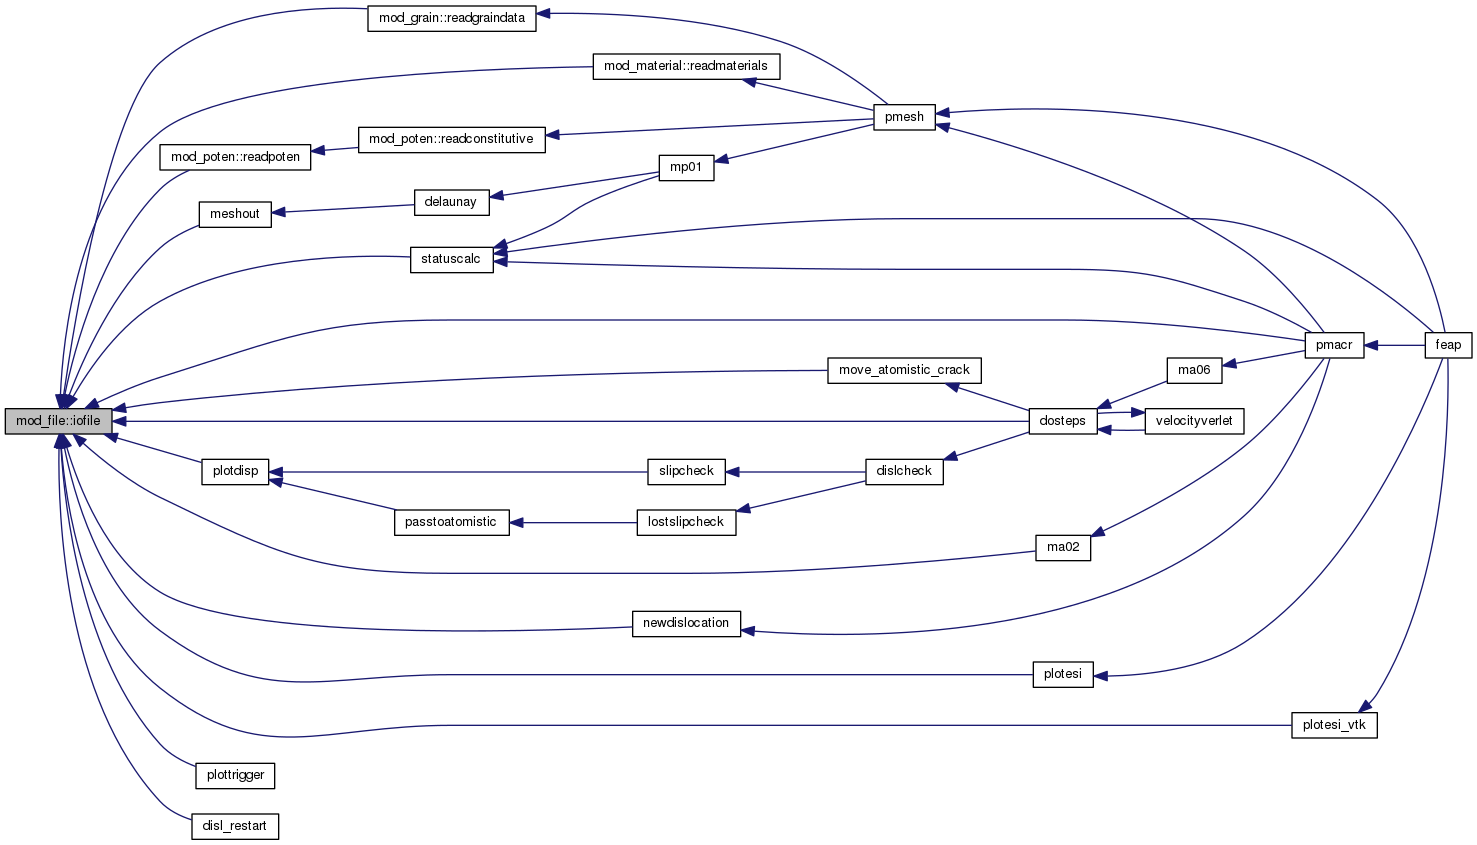 mod_grain::readgraindata
mod_material::readmaterials
pmesh
mod_poten::readconstitutive
mod_poten::readpoten
mp01
delaunay
meshout
statuscalc
pmacr
feap
move_atomistic_crack
ma06
mod_file::iofile
dosteps
velocityverlet
plotdisp
slipcheck
dislcheck
passtoatomistic
lostslipcheck
ma02
newdislocation
plotesi
plotesi_vtk
plottrigger
disl_restart